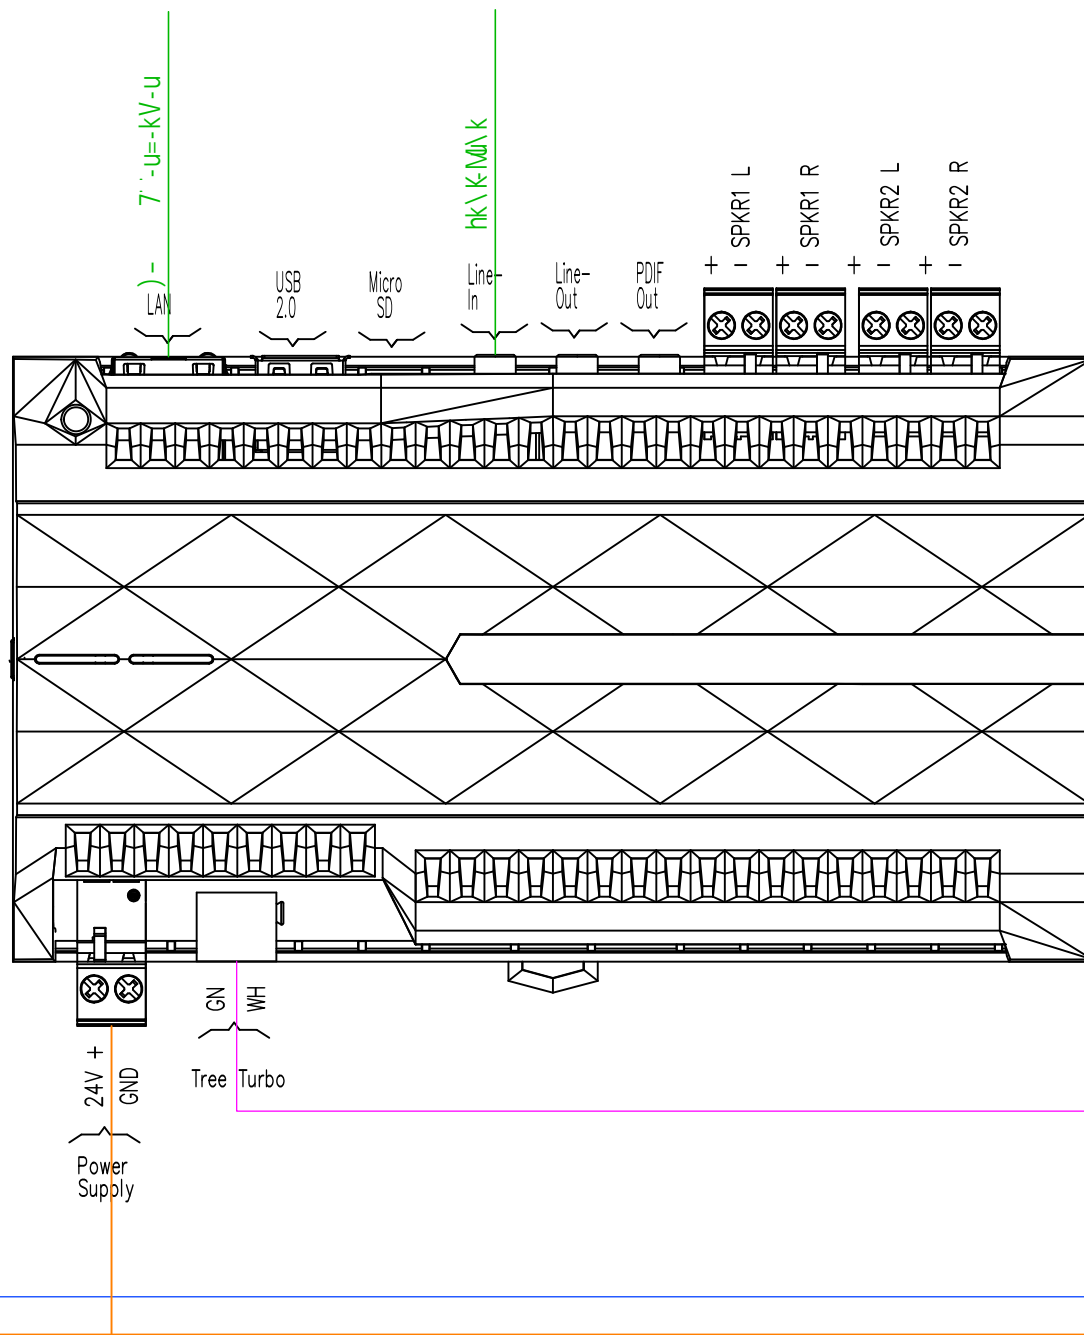 SPKR1 L
SPKR1 R
SPKR2 L
SPKR2 R
+ −
+ −
+ −
+ −
LAN
USB
2.0
Micro
SD
Line-
In
Line-
Out
PDIF
Out
GN
WH
24V +
GND
Tree Turbo
Power
Supply